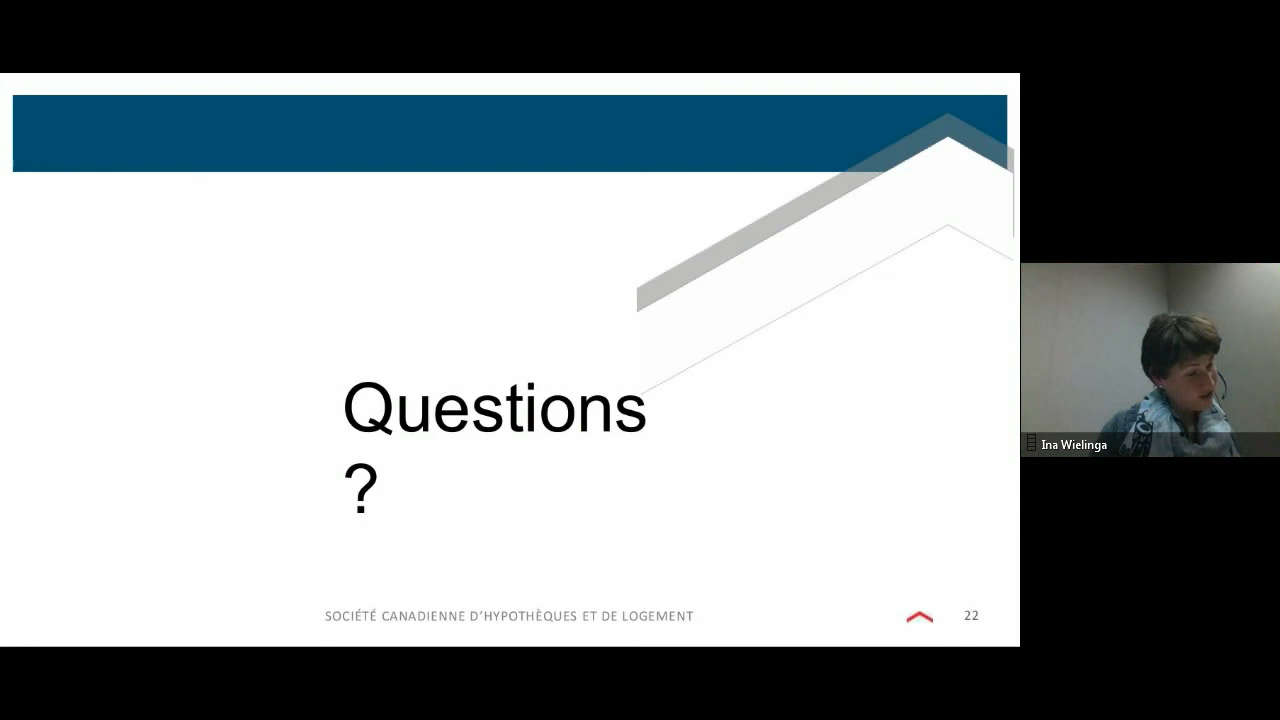 Questions
?
SOCIÉTÉ CANADIENNE D’HYPOTHÈQUES ET DE LOGEMENT
22
Ina Wielinga